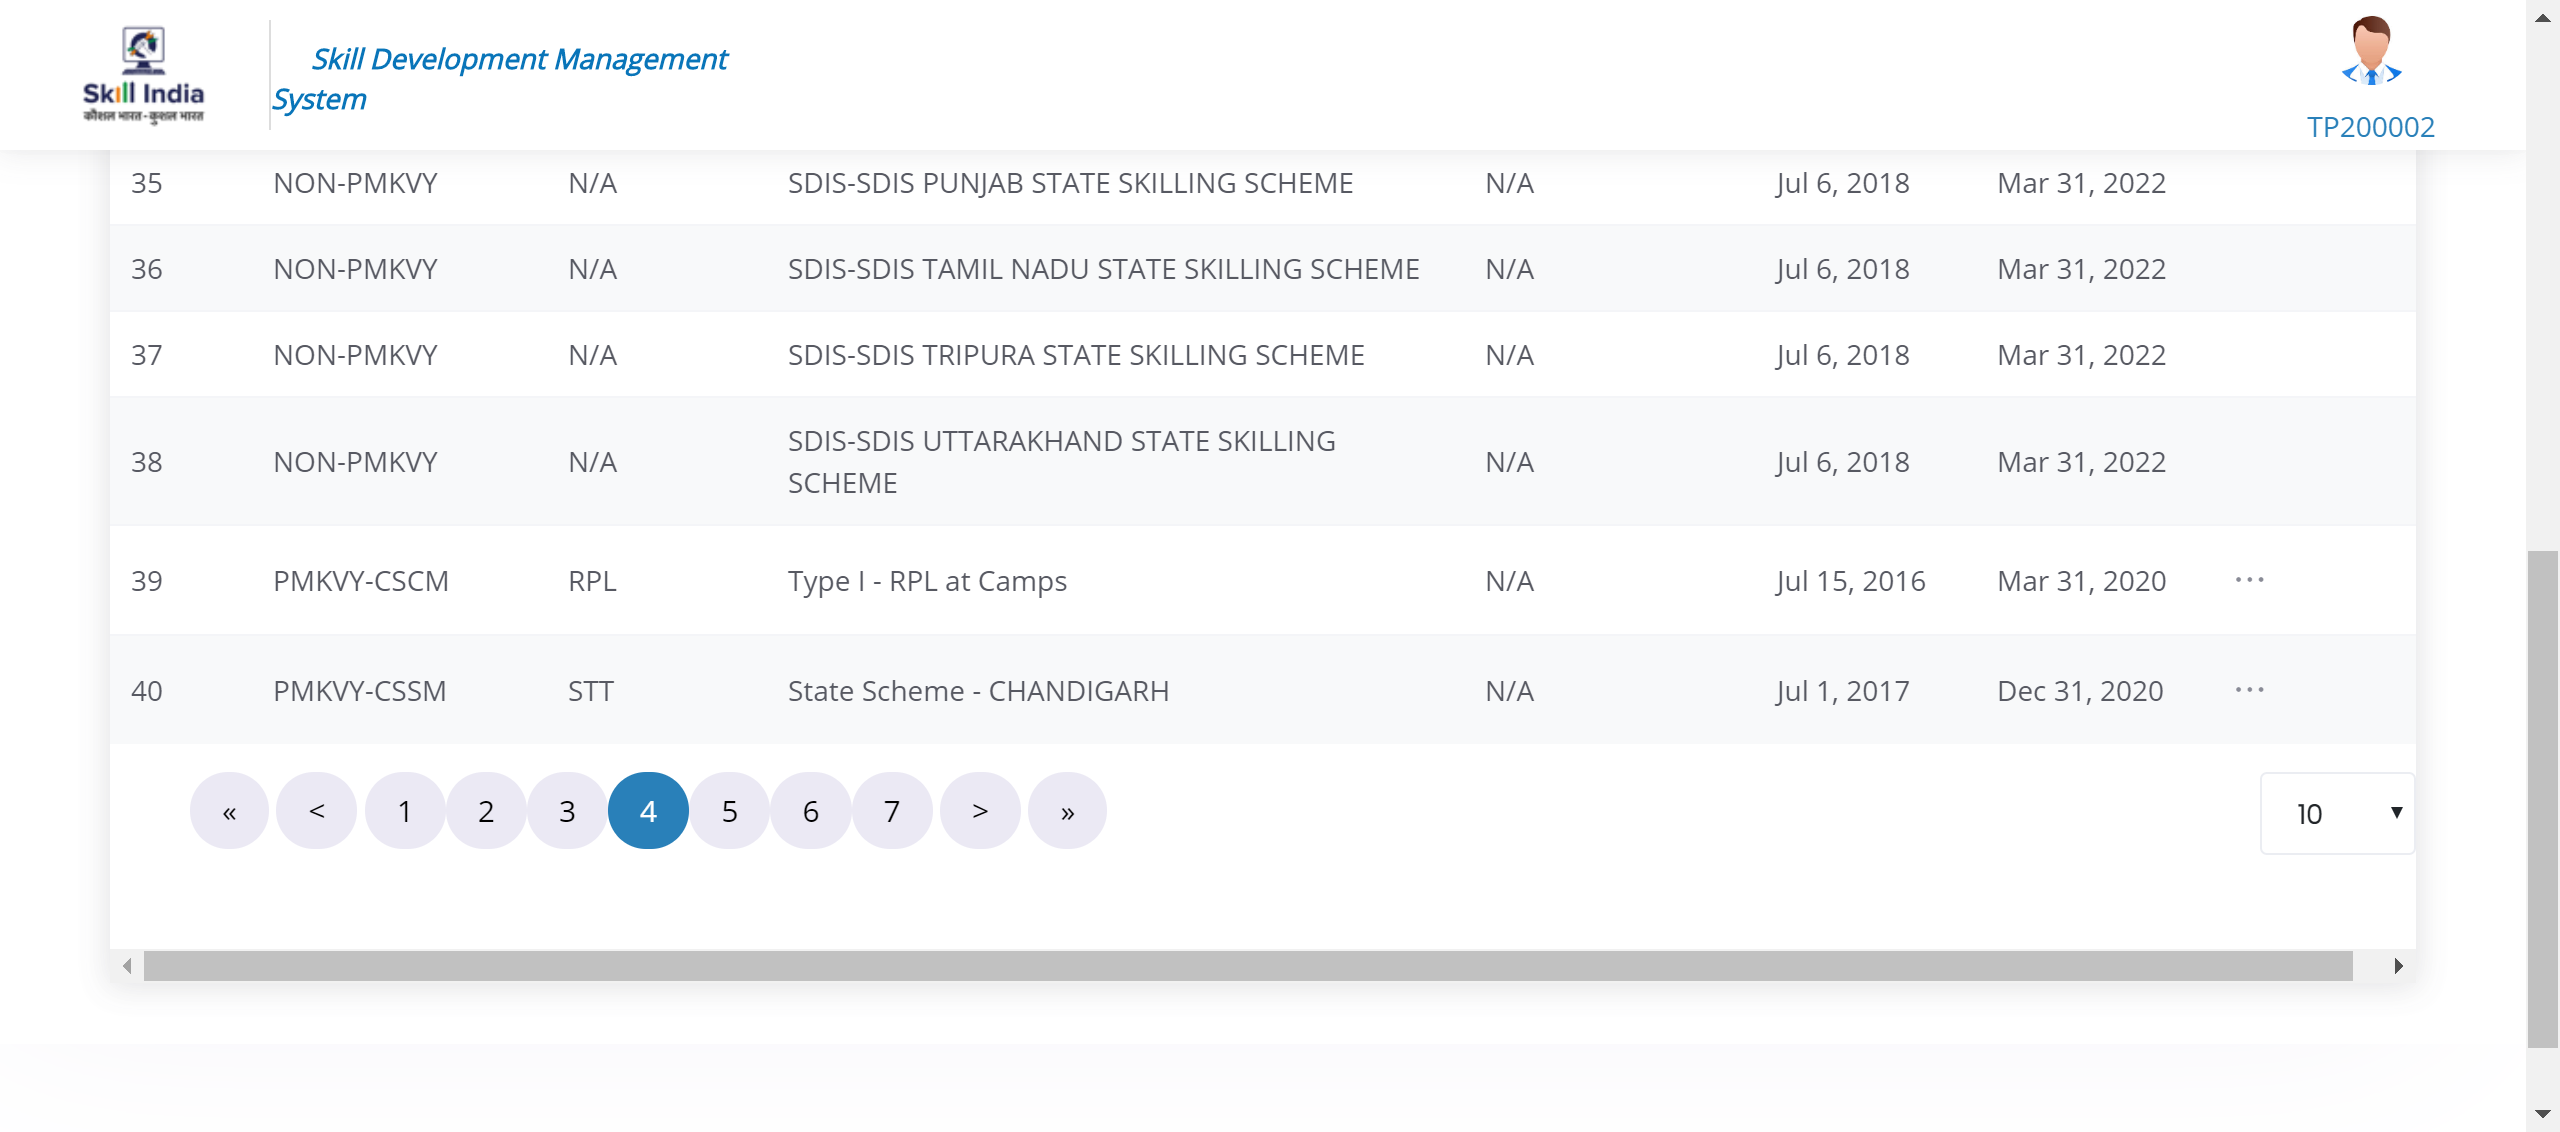 Skill India
कौशल भारत - कुशल भारत
Skill Development Management
System
TP200002
35 NON-PMKVY N/A SDIS-SDIS PUNJAB STATE SKILLING SCHEME N/A Jul 6, 2018 Mar 31, 2022
36 NON-PMKVY N/A SDIS-SDIS TAMIL NADU STATE SKILLING SCHEME N/A Jul 6, 2018 Mar 31, 2022
37 NON-PMKVY N/A SDIS-SDIS TRIPURA STATE SKILLING SCHEME N/A Jul 6, 2018 Mar 31, 2022
38 NON-PMKVY N/A SDIS-SDIS UTTARAKHAND STATE SKILLING
SCHEME N/A Jul 6, 2018 Mar 31, 2022
39 PMKVY-CSCM RPL Type I - RPL at Camps N/A Jul 15, 2016 Mar 31, 2020 ...
40 PMKVY-CSSM STT State Scheme - CHANDIGARH N/A Jul 1, 2017 Dec 31, 2020 ...
« < 1 2 3 4 5 6 7 > » 10